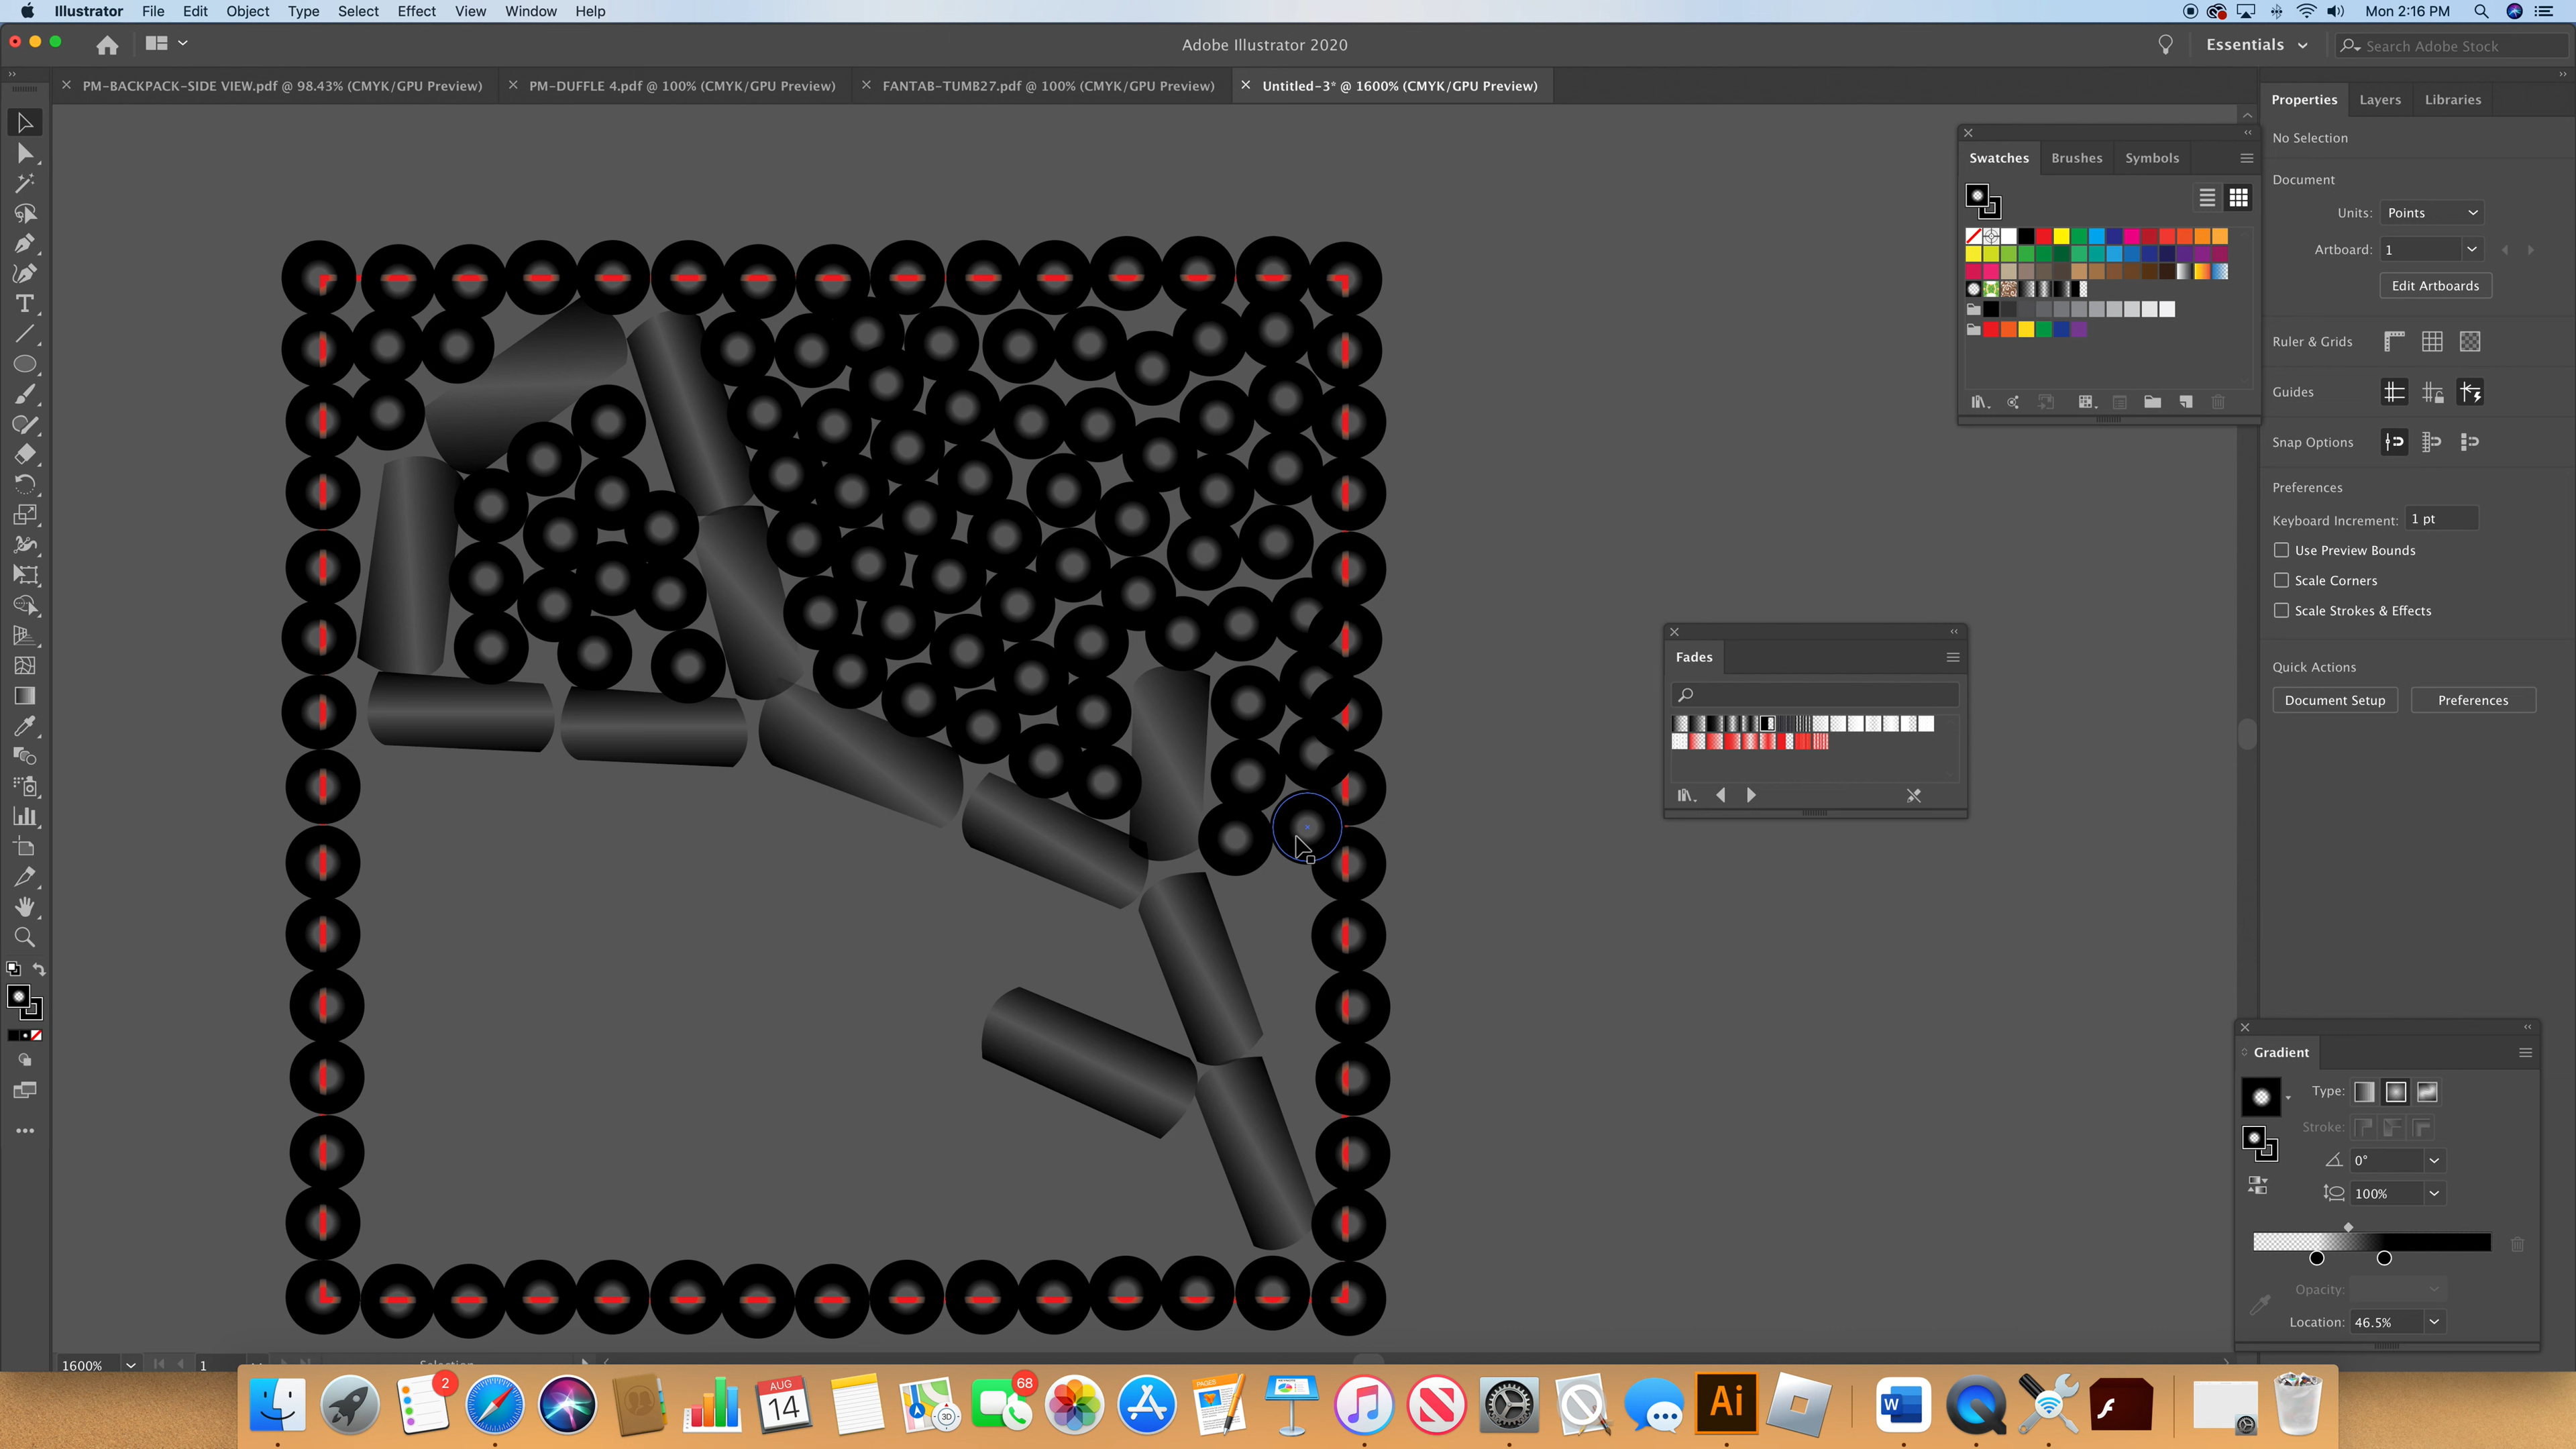 Illustrator File Edit Object Type Select Effect View Window Help
Mon 2:16 PM
Adobe Illustrator 2020
Essentials
Search Adobe Stock
PM-BACKPACK-SIDE VIEW.pdf @ 98.43% (CMYK/GPU Preview)
PM-DUFFLE 4.pdf @ 100% (CMYK/GPU Preview)
FANTAB-TUMB27.pdf @ 100% (CMYK/GPU Preview)
Untitled-3* @ 1600% (CMYK/GPU Preview)
Properties Layers Libraries
No Selection
Document
Units: Points
Artboard: 1
Edit Artboards
Ruler & Grids
Guides
Snap Options
Preferences
Keyboard Increment: 1 pt
Use Preview Bounds
Scale Corners
Scale Strokes & Effects
Quick Actions
Document Setup Preferences
Swatches Brushes Symbols
Fades
Gradient
Type:
Stroke:
0°
100%
Opacity:
Location: 46.5%
1600% 1 Selection
2
AUG
14
3D
68
PAGES
W
Ai